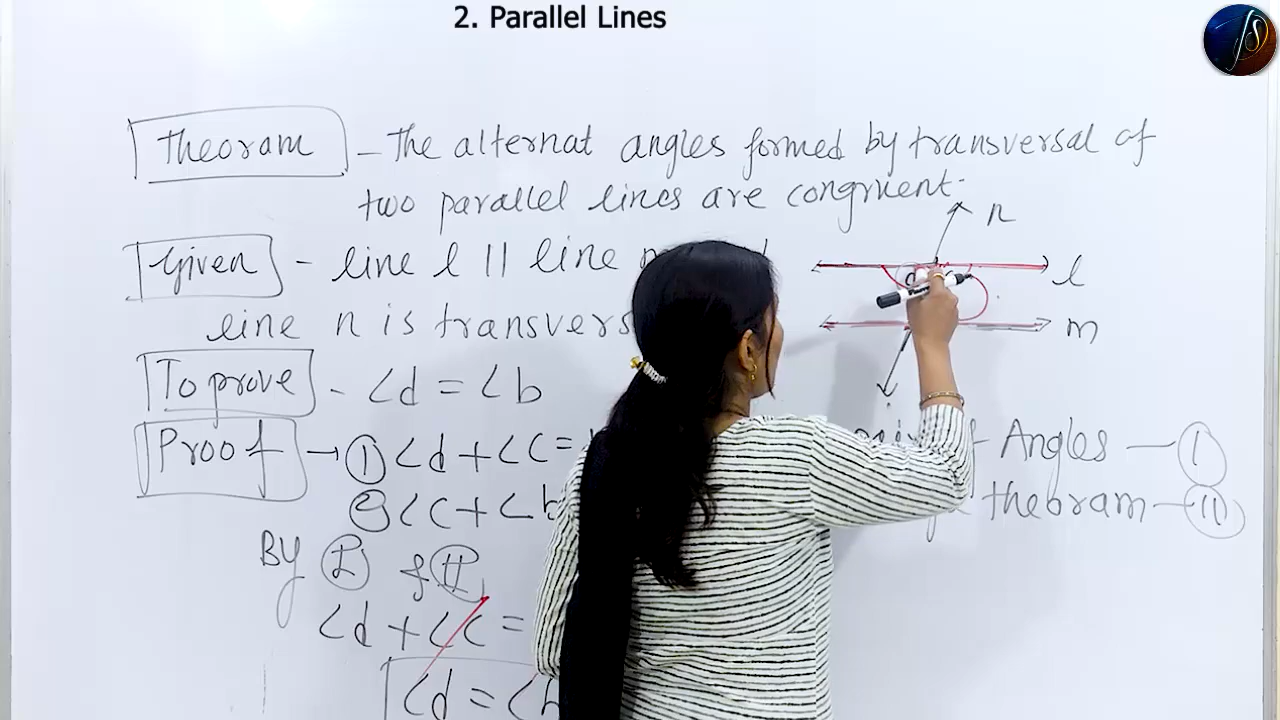 2. Parallel Lines
Theoram - The alternat angles formed by transversal of
two parallel lines are congruent.
n
Given - line l || line
l
line n is transvers
m
To prove - ∠d = ∠b
Proof → ① ∠d + ∠C = Angles — Ⓘ
② ∠C + ∠b theoram — Ⓘⓘ
By Ⓘ & Ⓘⓘ
∠d + ∠C =
∠d = ∠b